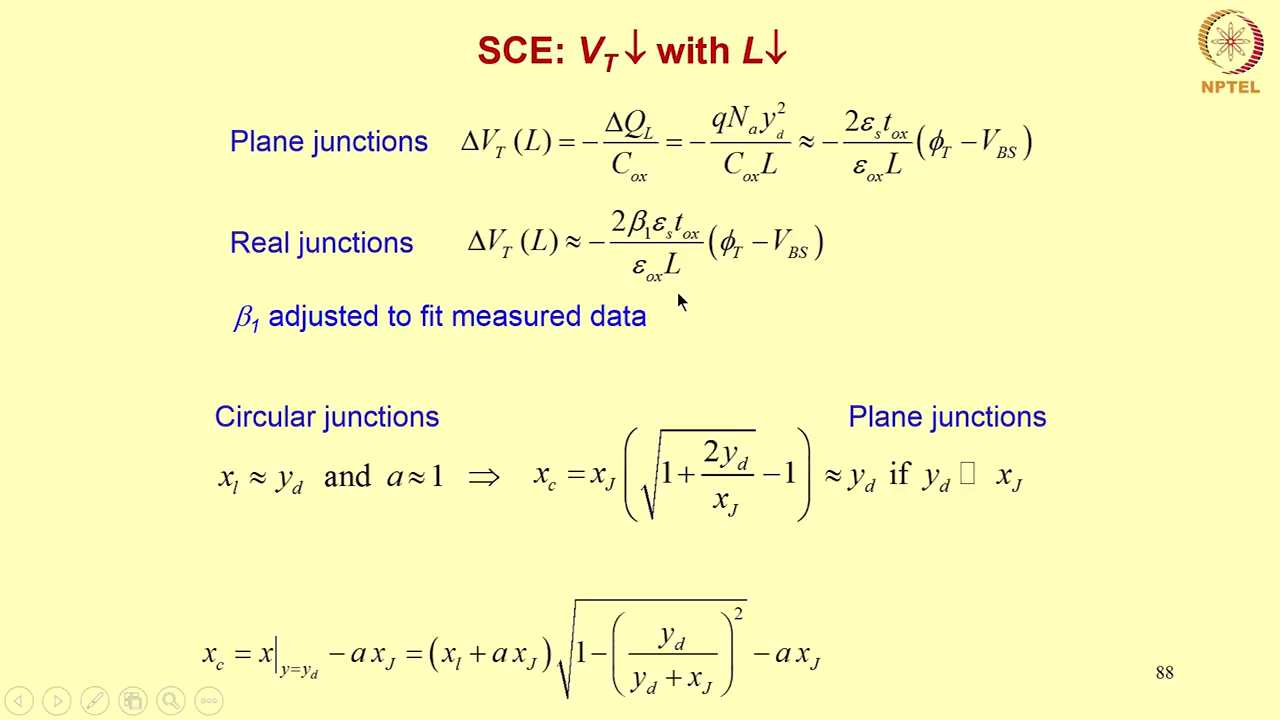 SCE: V_T ↓ with L↓
NPTEL
Plane junctions ΔV_T (L) = − ΔQ_L / C_ox = − qN_a y_d^2 / C_ox L ≈ − 2ε_s t_ox / ε_ox L (ϕ_T − V_BS)
Real junctions ΔV_T (L) ≈ − 2β_1 ε_s t_ox / ε_ox L (ϕ_T − V_BS)
β_1 adjusted to fit measured data
Circular junctions Plane junctions
x_l ≈ y_d and a ≈ 1 ⇒ x_c = x_J (√(1 + 2y_d / x_J) − 1) ≈ y_d if y_d □ x_J
x_c = x|_{y=y_d} − a x_J = (x_l + a x_J) √(1 − (y_d / (y_d + x_J))^2) − a x_J
88